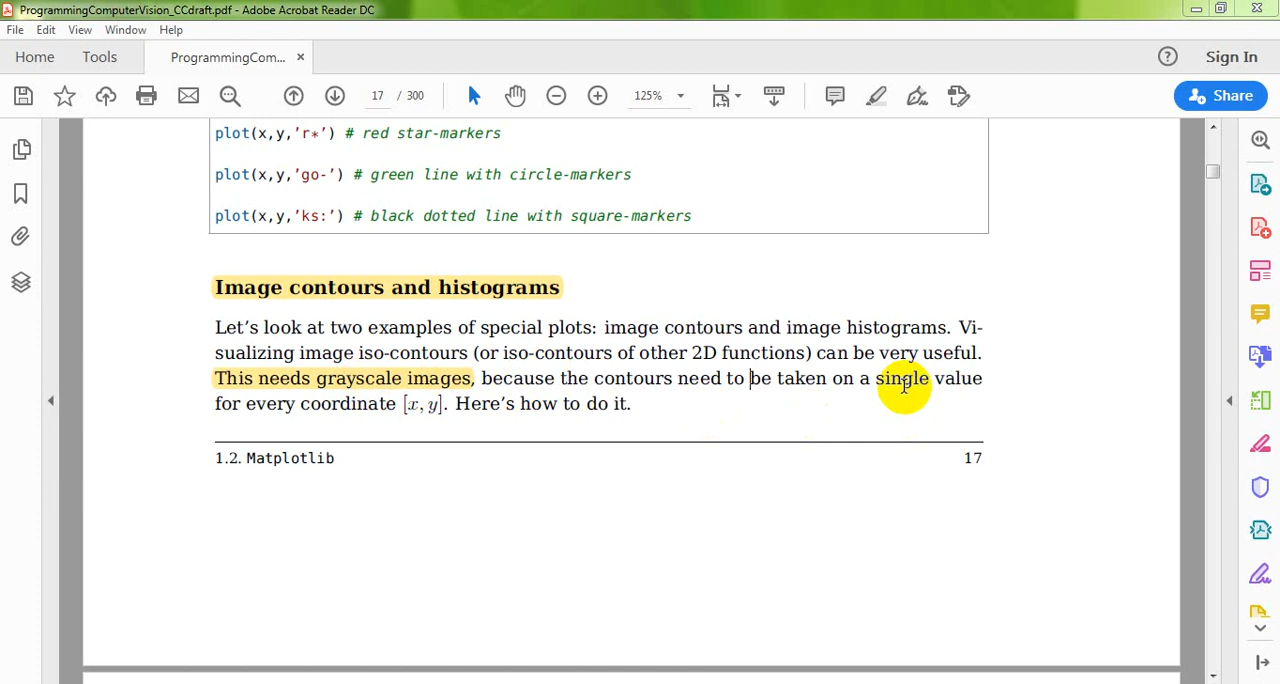 ProgrammingComputerVision_CCdraft.pdf - Adobe Acrobat Reader DC
File Edit View Window Help
Home Tools ProgrammingCom... × ? Sign In
17 / 300 125% Share
plot(x,y,'r*') # red star-markers
plot(x,y,'go-') # green line with circle-markers
plot(x,y,'ks:') # black dotted line with square-markers
Image contours and histograms
Let's look at two examples of special plots: image contours and image histograms. Vi-
sualizing image iso-contours (or iso-contours of other 2D functions) can be very useful.
This needs grayscale images, because the contours need to be taken on a single value
for every coordinate [x, y]. Here's how to do it.
1.2. Matplotlib 17